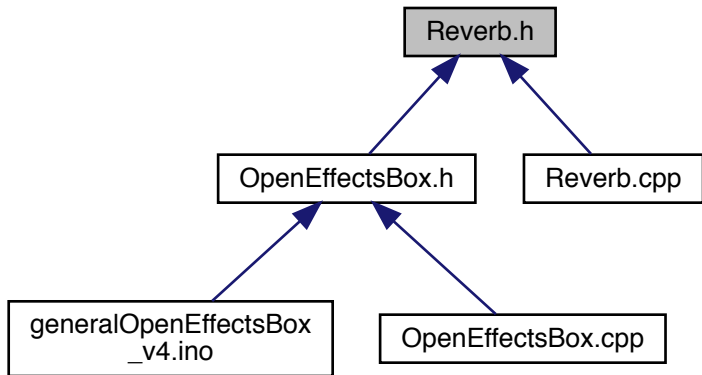 Reverb.h
OpenEffectsBox.h
Reverb.cpp
generalOpenEffectsBox
_v4.ino
OpenEffectsBox.cpp